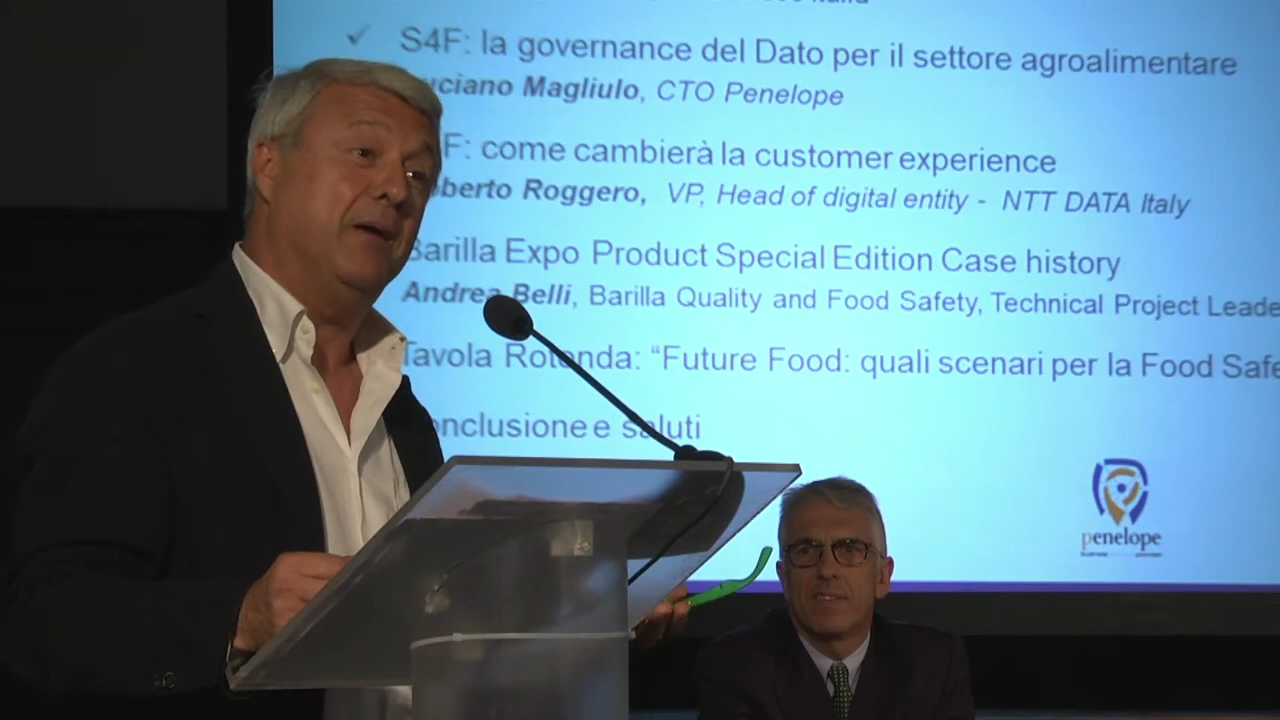 S4F: la governance del Dato per il settore agroalimentare
uciano Magliulo, CTO Penelope
F: come cambierà la customer experience
oberto Roggero, VP, Head of digital entity - NTT DATA Italy
Barilla Expo Product Special Edition Case history
Andrea Belli, Barilla Quality and Food Safety, Technical Project Leade
Tavola Rotonda: “Future Food: quali scenari per la Food Safe
onclusione e saluti
penelope